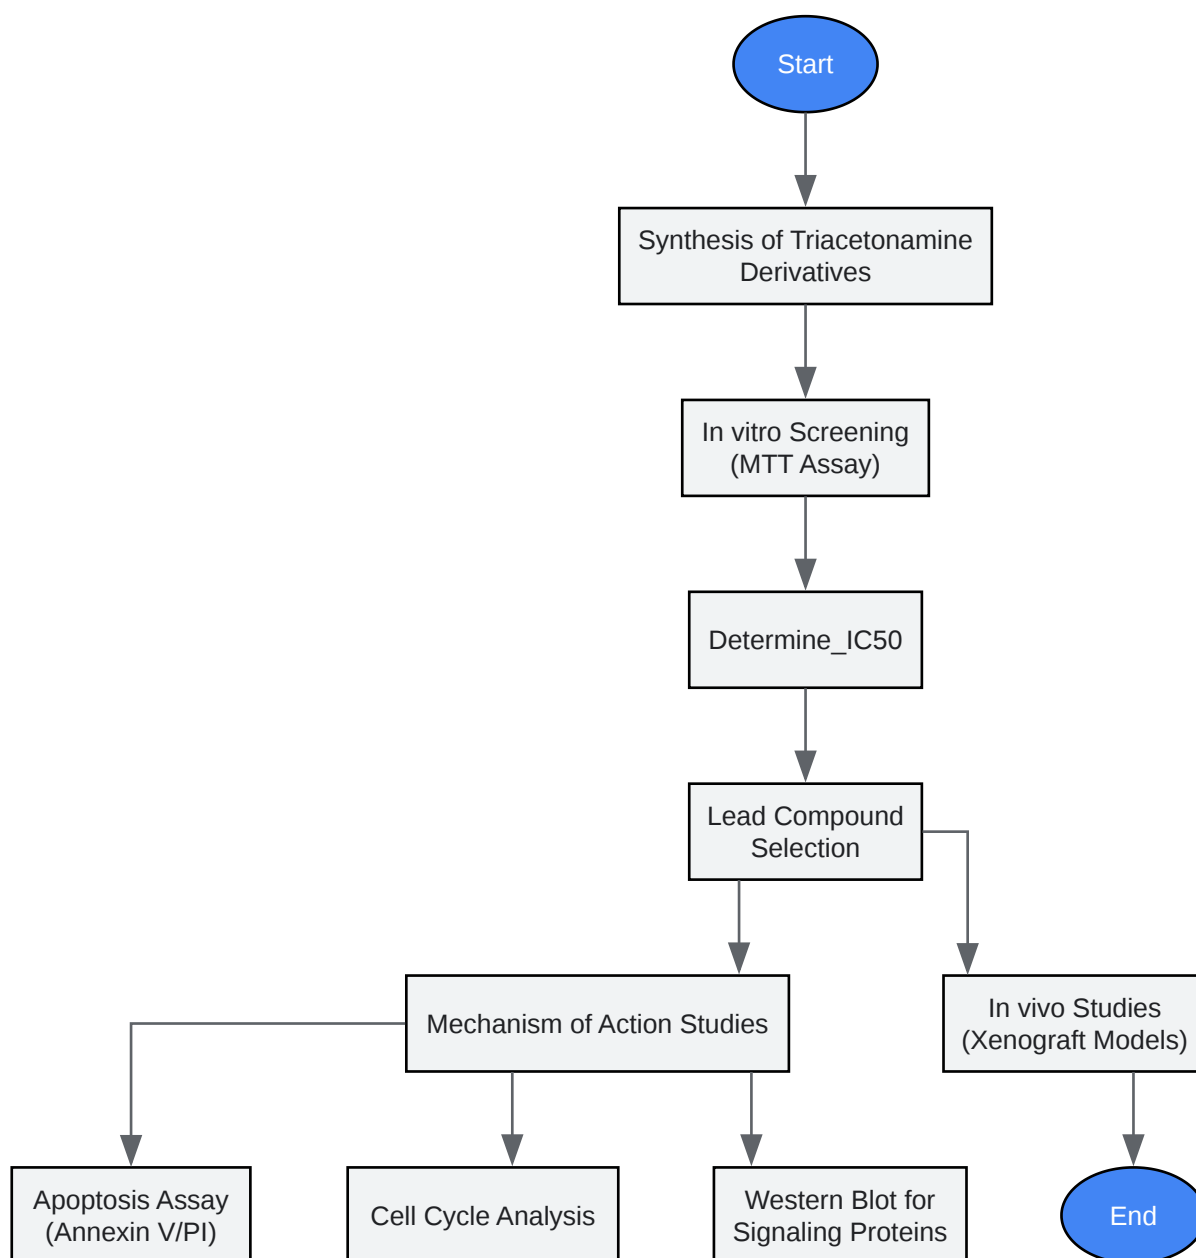 Start
Synthesis of Triacetonamine
Derivatives
In vitro Screening
(MTT Assay)
Determine_IC50
Lead Compound
Selection
Mechanism of Action Studies
In vivo Studies
(Xenograft Models)
Apoptosis Assay
(Annexin V/PI)
Cell Cycle Analysis
Western Blot for
Signaling Proteins
End